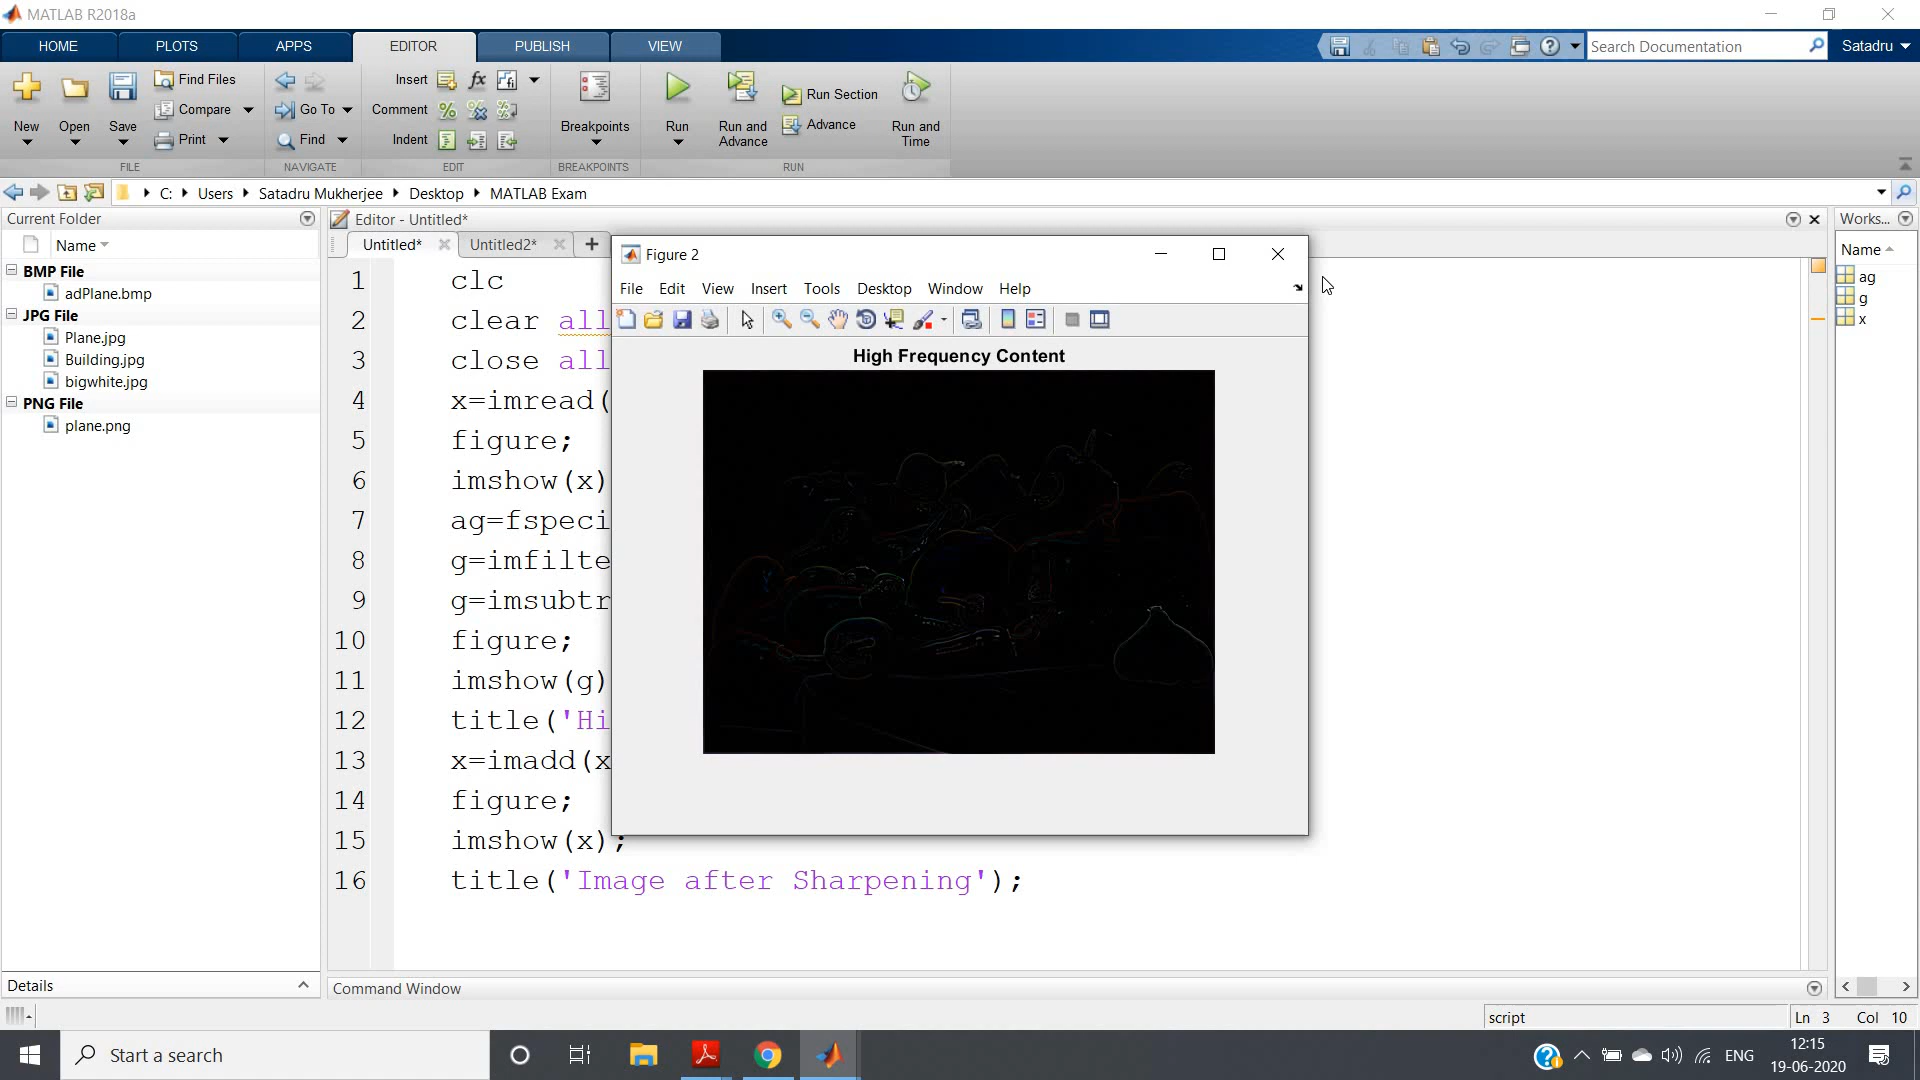 MATLAB R2018a
HOME PLOTS APPS EDITOR PUBLISH VIEW
Search Documentation
Satadru
New
Open
Save
Find Files
Compare
Print
FILE
Go To
Find
NAVIGATE
Insert
Comment
Indent
EDIT
Breakpoints
BREAKPOINTS
Run
Run and Advance
Run Section
Advance
Run and Time
RUN
C: Users Satadru Mukherjee Desktop MATLAB Exam
Current Folder
Name
BMP File
adPlane.bmp
JPG File
Plane.jpg
Building.jpg
bigwhite.jpg
PNG File
plane.png
Details
Editor - Untitled*
Untitled* Untitled2*
1 clc
2 clear all
3 close all
4 x=imread(
5 figure;
6 imshow(x)
7 ag=fspeci
8 g=imfilte
9 g=imsubtr
10 figure;
11 imshow(g)
12 title('Hi
13 x=imadd(x
14 figure;
15 imshow(x);
16 title('Image after Sharpening');
Figure 2
File Edit View Insert Tools Desktop Window Help
High Frequency Content
Works...
Name
ag
g
x
Command Window
script
Ln 3 Col 10
Start a search
ENG
12:15
19-06-2020